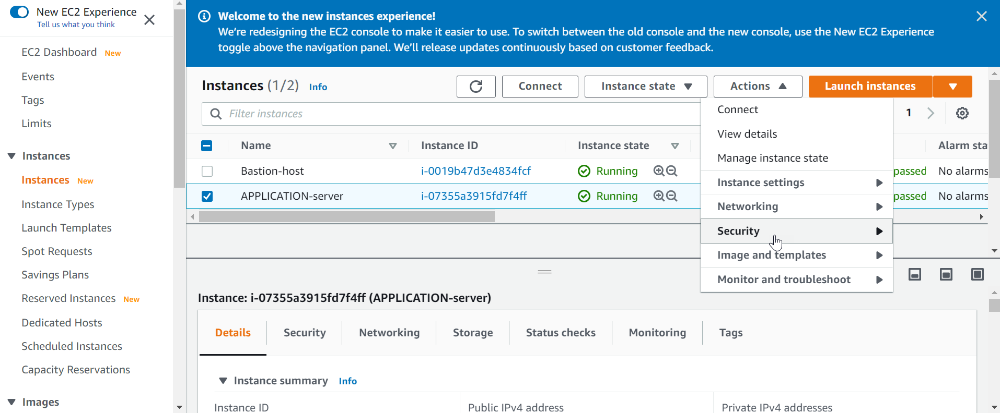 New EC2 Experience
Tell us what you think
EC2 Dashboard New
Events
Tags
Limits
Instances
Instances New
Instance Types
Launch Templates
Spot Requests
Savings Plans
Reserved Instances New
Dedicated Hosts
Scheduled Instances
Capacity Reservations
Images
Welcome to the new instances experience!
We're redesigning the EC2 console to make it easier to use. To switch between the old console and the new console, use the New EC2 Experience
toggle above the navigation panel. We'll release updates continuously based on customer feedback.
Instances (1/2) Info
Connect
Instance state
Actions
Launch instances
Filter instances
1
Name Instance ID Instance state Alarm sta
Bastion-host i-0019b47d3e4834fcf Running passed No alarms
APPLICATION-server i-07355a3915fd7f4ff Running passed No alarms
Connect
View details
Manage instance state
Instance settings
Networking
Security
Image and templates
Monitor and troubleshoot
Instance: i-07355a3915fd7f4ff (APPLICATION-server)
Details Security Networking Storage Status checks Monitoring Tags
Instance summary Info
Instance ID Public IPv4 address Private IPv4 addresses